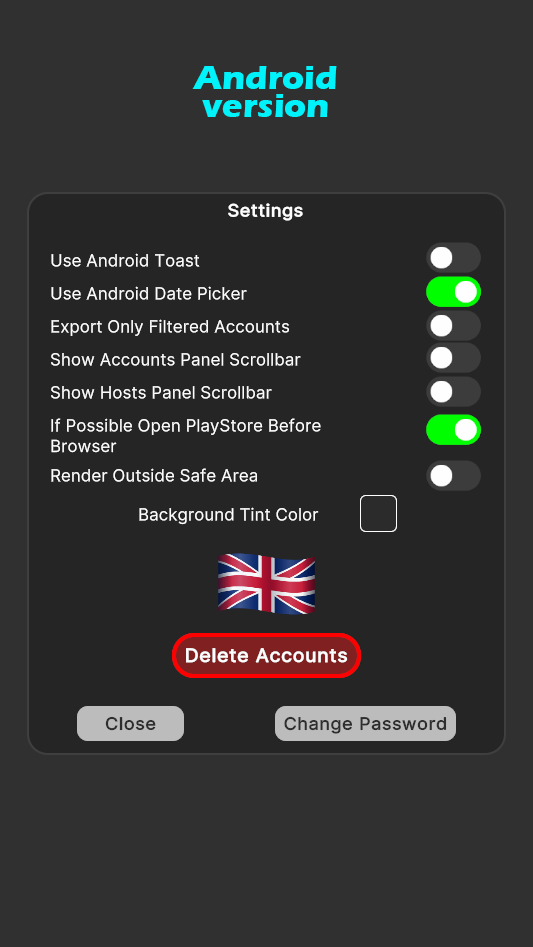 Android
version
Settings
Use Android Toast
Use Android Date Picker
Export Only Filtered Accounts
Show Accounts Panel Scrollbar
Show Hosts Panel Scrollbar
If Possible Open PlayStore Before
Browser
Render Outside Safe Area
Background Tint Color
Delete Accounts
Close
Change Password